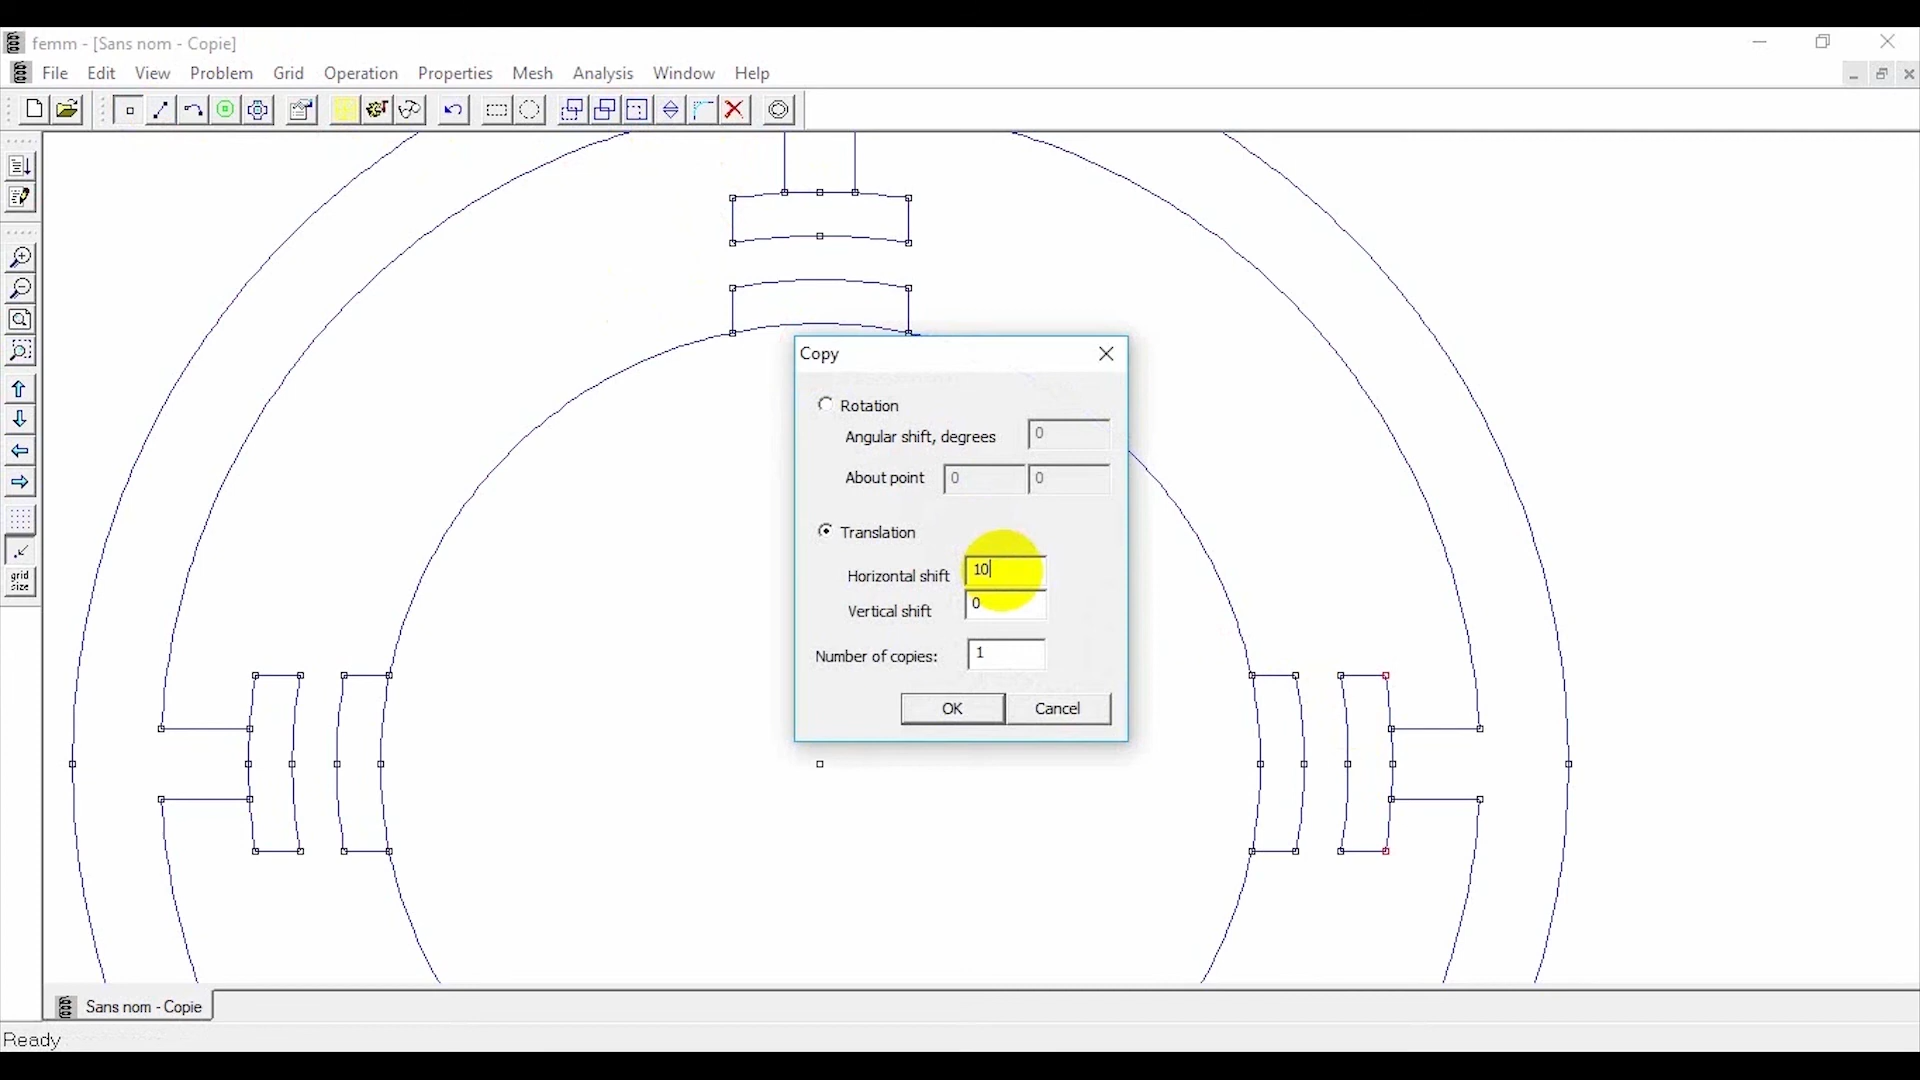 femm - [Sans nom - Copie]
File Edit View Problem Grid Operation Properties Mesh Analysis Window Help
grid
size
Copy
Rotation
Angular shift, degrees 0
About point 0 0
Translation
Horizontal shift 10
Vertical shift 0
Number of copies: 1
OK Cancel
Sans nom - Copie
Ready